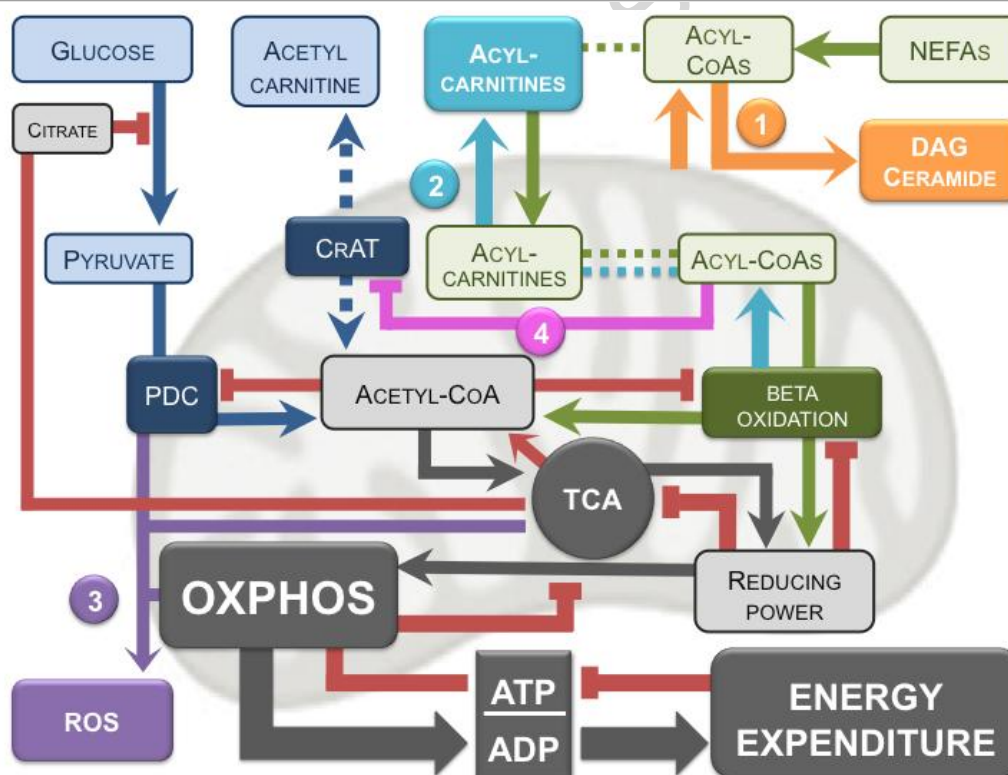 GLUCOSE
ACETYL
CARNITINE
ACYL-
CARNITINES
ACYL-
COAS
NEFAS
CITRATE
1
DAG
CERAMIDE
2
PYRUVATE
CRAT
ACYL-
CARNITINES
ACYL-COAS
4
PDC
ACETYL-COA
BETA
OXIDATION
TCA
OXPHOS
REDUCING
POWER
3
ROS
ATP
ADP
ENERGY
EXPENDITURE